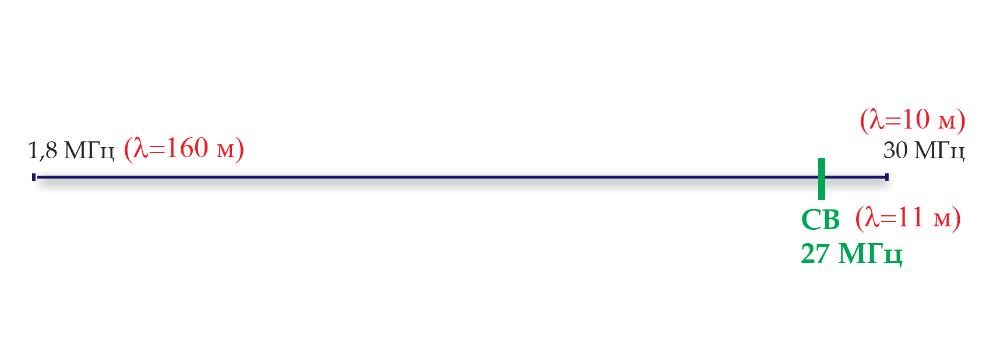 (λ=10 м)
1,8 МГц (λ=160 м)
30 МГц
СВ (λ=11 м)
27 МГц